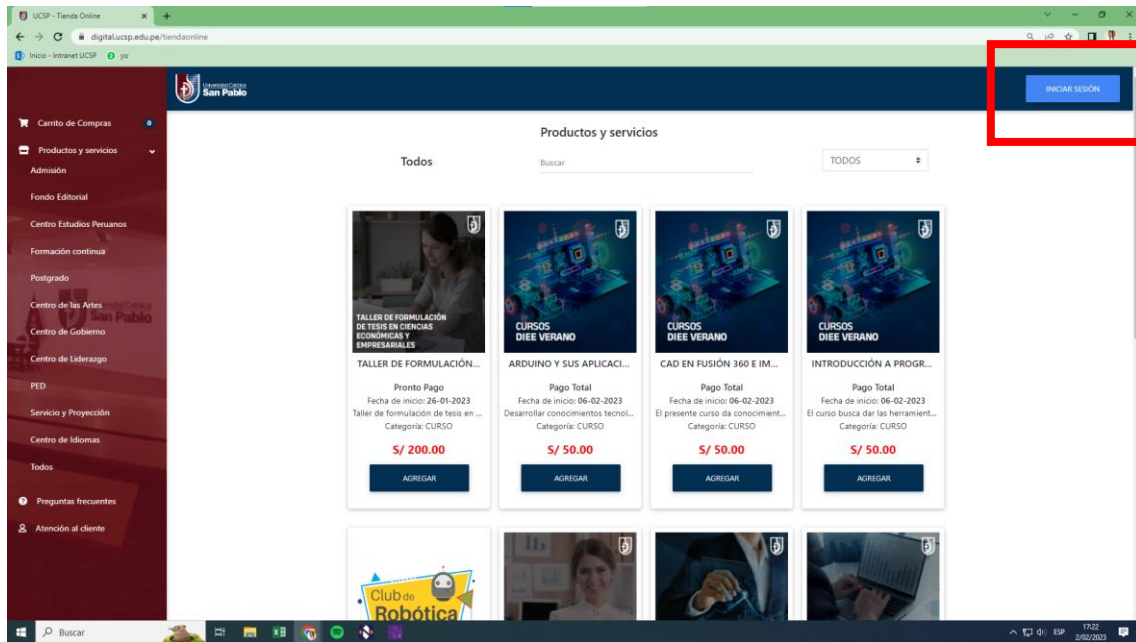 UCSP - Tienda Online
digital.ucsp.edu.pe/tiendaonline
Inicio - Intranet UCSP
yo
Universidad Católica
San Pablo
INICIAR SESIÓN
Carrito de Compras
0
Productos y servicios
Admisión
Fondo Editorial
Centro Estudios Peruanos
Formación continua
Postgrado
Centro de las Artes
Centro de Gobierno
Centro de Liderazgo
PED
Servicio y Proyección
Centro de Idiomas
Todos
Preguntas frecuentes
Atención al cliente
San Pablo
Productos y servicios
Todos
Buscar
TODOS
TALLER DE FORMULACIÓN
DE TESIS EN CIENCIAS
ECONÓMICAS Y
EMPRESARIALES
TALLER DE FORMULACIÓN...
Pronto Pago
Fecha de inicio: 26-01-2023
Taller de formulación de tesis en ...
Categoría: CURSO
S/ 200.00
AGREGAR
CURSOS
DIEE VERANO
ARDUINO Y SUS APLICACI...
Pago Total
Fecha de inicio: 06-02-2023
Desarrollar conocimientos tecnol...
Categoría: CURSO
S/ 50.00
AGREGAR
CURSOS
DIEE VERANO
CAD EN FUSIÓN 360 E IM...
Pago Total
Fecha de inicio: 06-02-2023
El presente curso da conocimient...
Categoría: CURSO
S/ 50.00
AGREGAR
CURSOS
DIEE VERANO
INTRODUCCIÓN A PROGR...
Pago Total
Fecha de inicio: 06-02-2023
El curso busca dar las herramient...
Categoría: CURSO
S/ 50.00
AGREGAR
Club de
Robótica
Buscar
ESP
17:22
2/02/2023